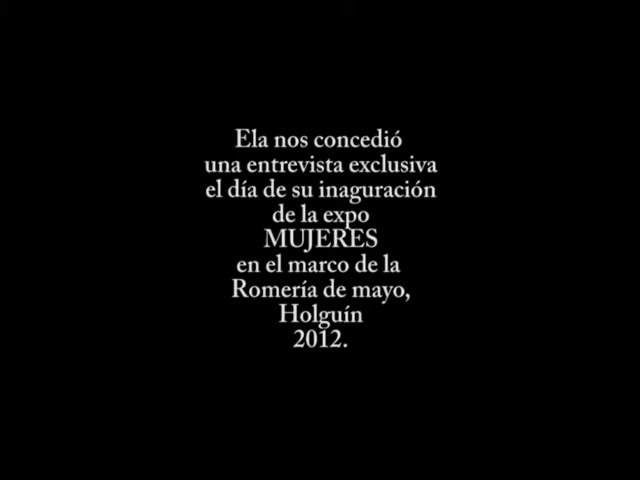 Ela nos concedió
una entrevista exclusiva
el día de su inaguración
de la expo
MUJERES
en el marco de la
Romería de mayo,
Holguín
2012.